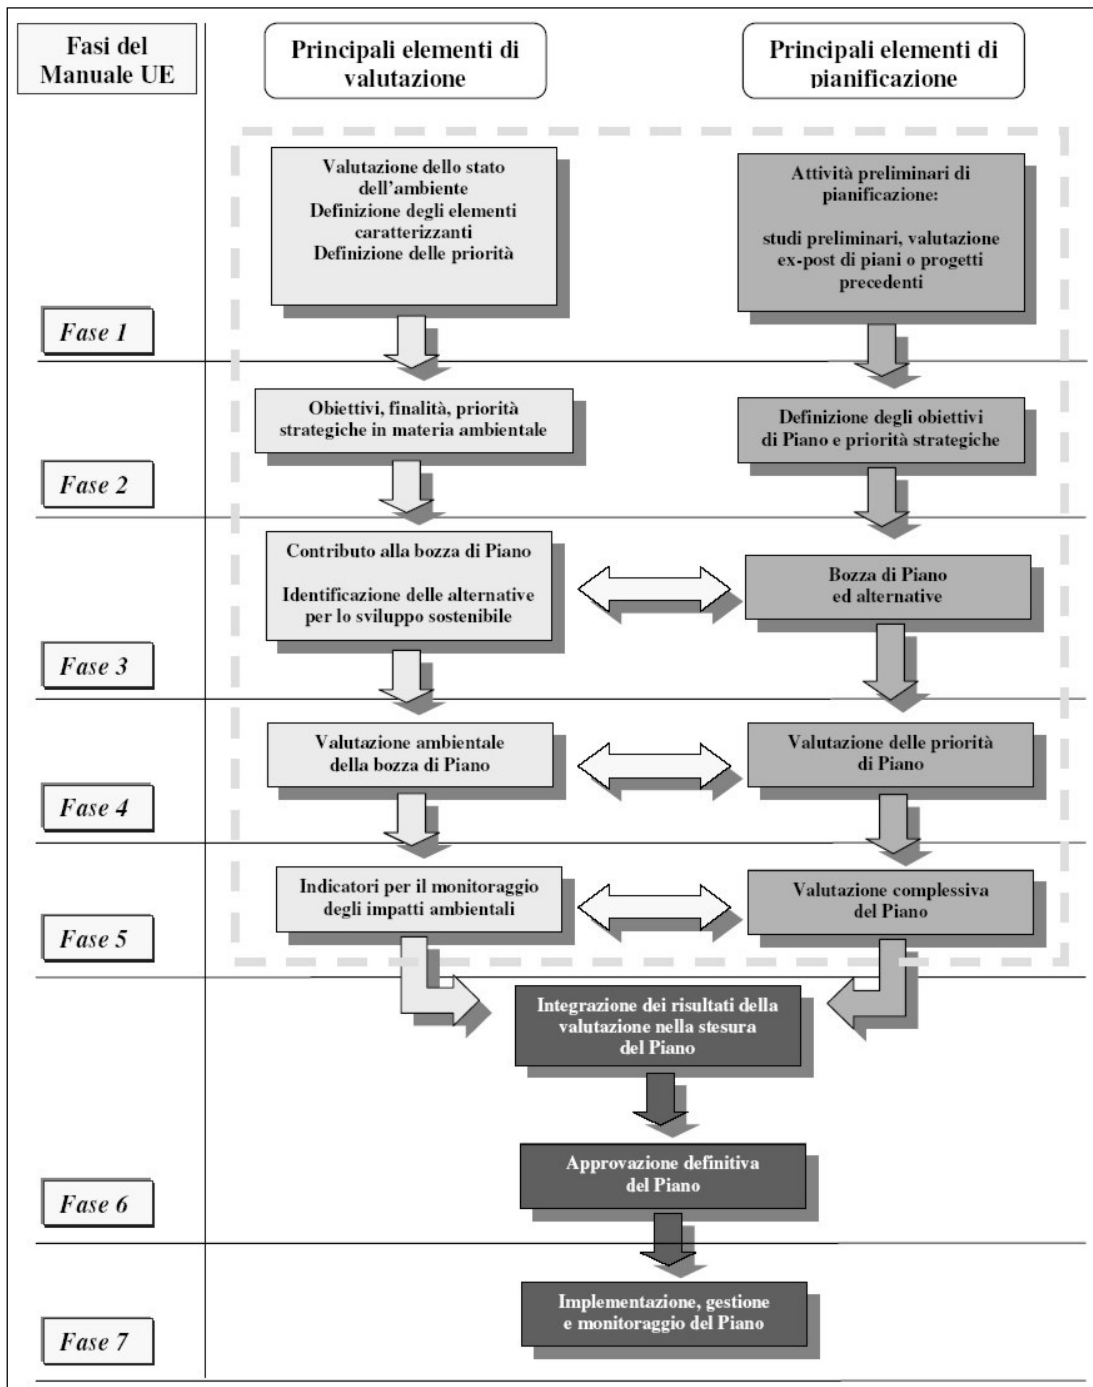 Fasi del
Manuale UE
Principali elementi di
valutazione
Principali elementi di
pianificazione
Valutazione dello stato
dell'ambiente
Definizione degli elementi
caratterizzanti
Definizione delle priorità
Attività preliminari di
pianificazione:
studi preliminari, valutazione
ex-post di piani o progetti
precedenti
Fase 1
Obiettivi, finalità, priorità
strategiche in materia ambientale
Definizione degli obiettivi
di Piano e priorità strategiche
Fase 2
Contributo alla bozza di Piano
Identificazione delle alternative
per lo sviluppo sostenibile
Bozza di Piano
ed alternative
Fase 3
Valutazione ambientale
della bozza di Piano
Valutazione delle priorità
di Piano
Fase 4
Indicatori per il monitoraggio
degli impatti ambientali
Valutazione complessiva
del Piano
Fase 5
Integrazione dei risultati della
valutazione nella stesura
del Piano
Approvazione definitiva
del Piano
Fase 6
Implementazione, gestione
e monitoraggio del Piano
Fase 7